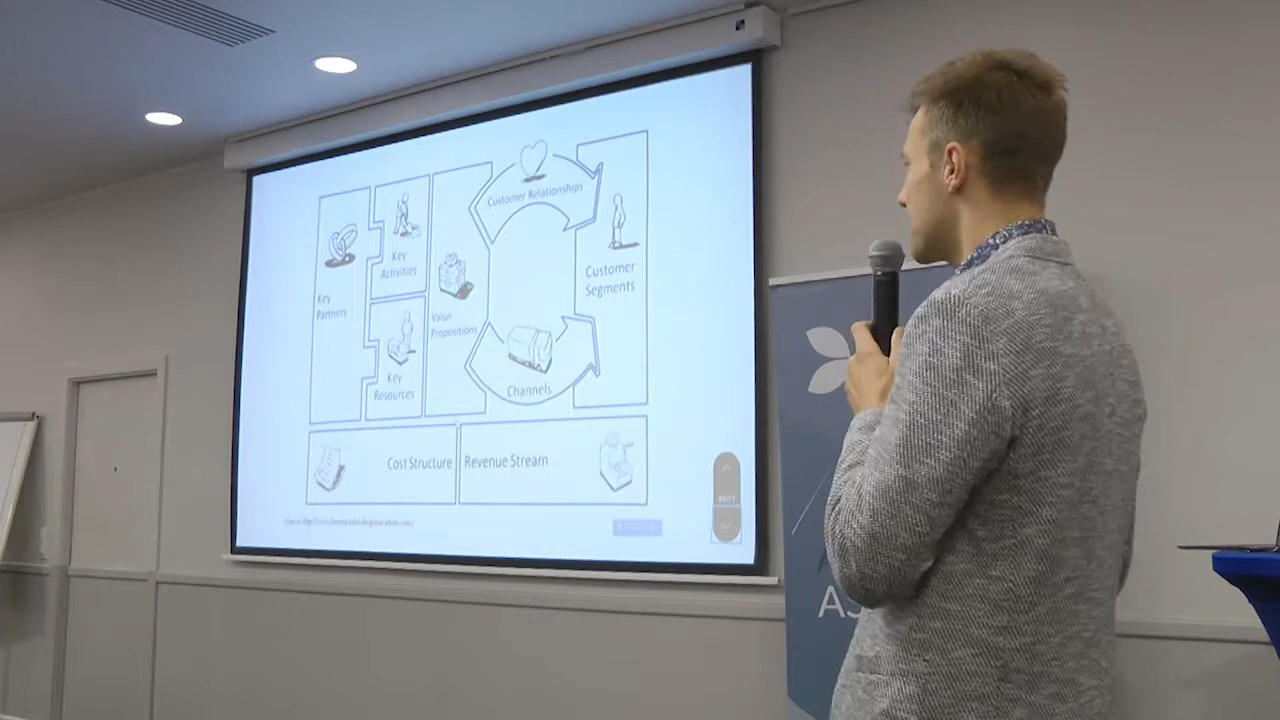 Customer Relationships
Key
Activities
Customer
Segments
Key
Partners
Value
Propositions
Key
Resources
Channels
Cost Structure
Revenue Stream